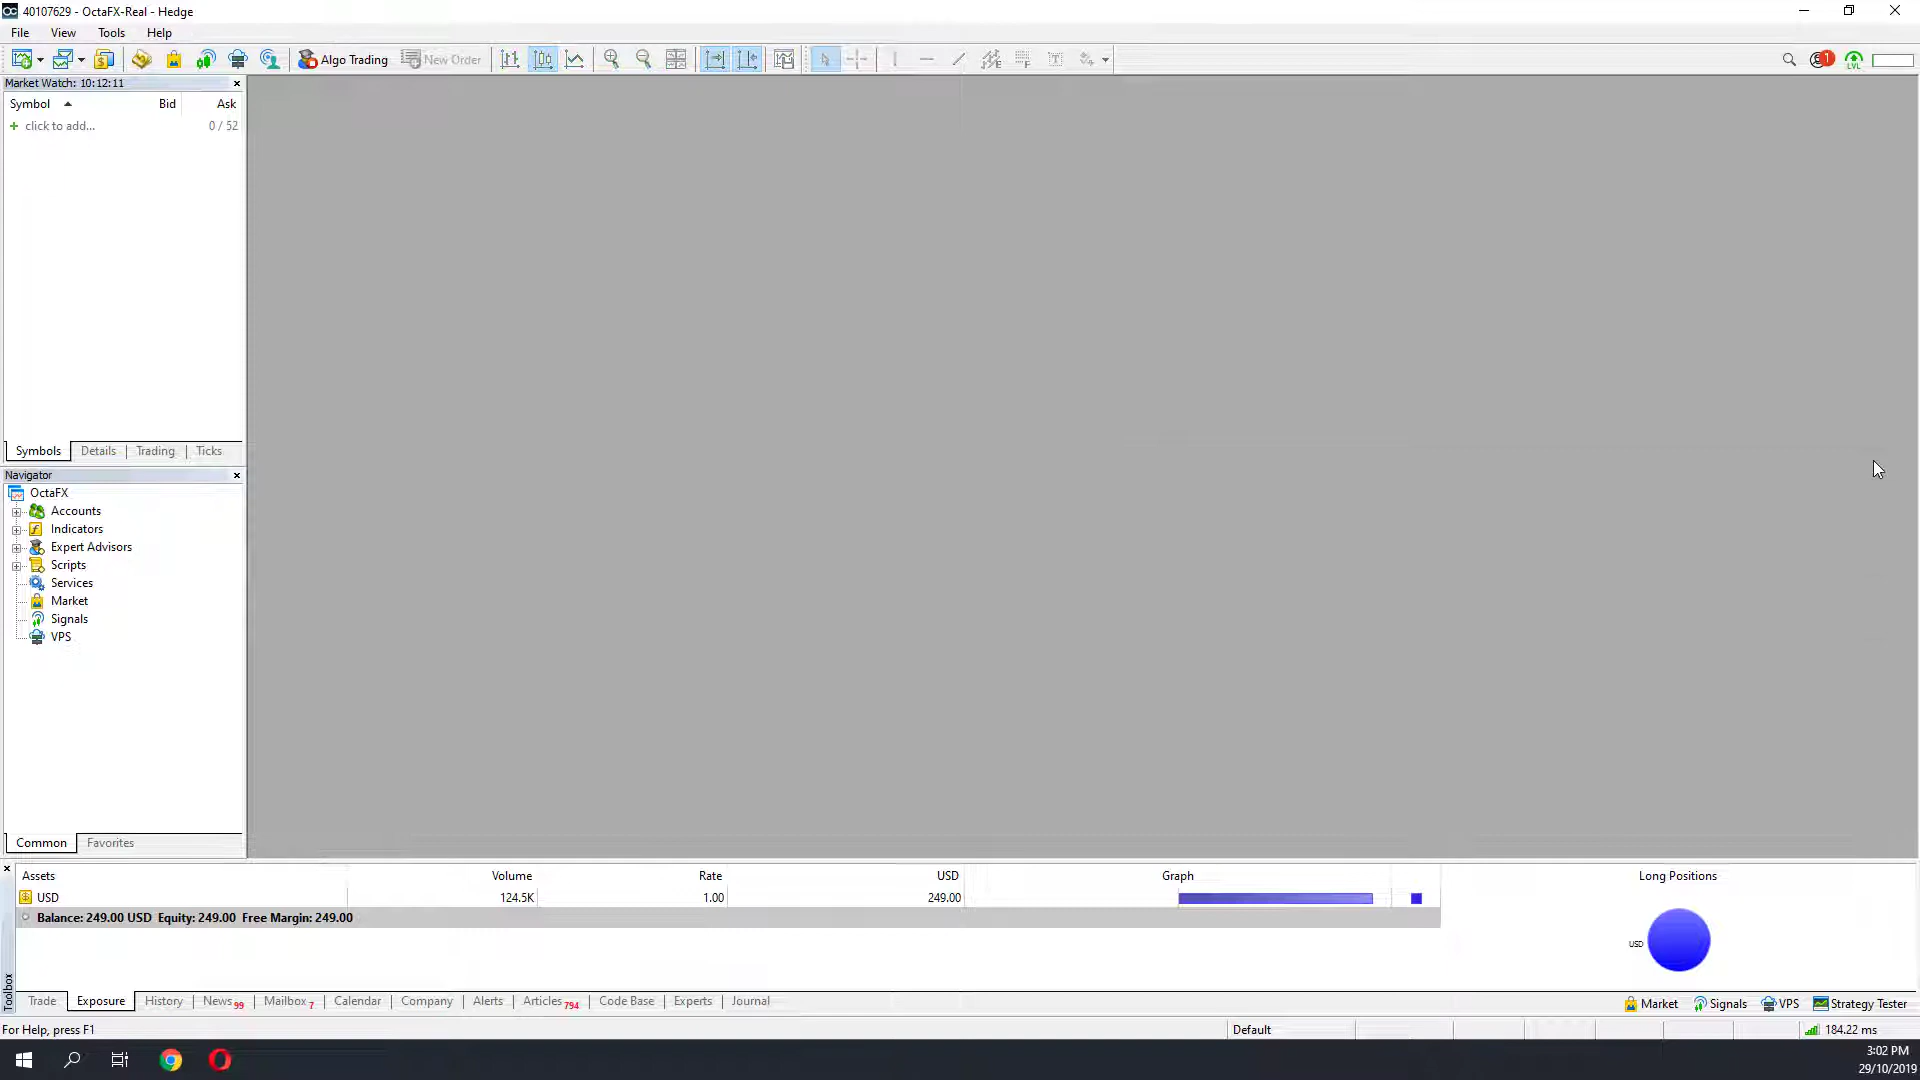 40107629 - OctaFX-Real - Hedge
File View Tools Help
Algo Trading New Order
1
LVL
Market Watch: 10:12:11
Symbol Bid Ask
click to add... 0 / 52
Symbols Details Trading Ticks
Navigator
OctaFX
Accounts
Indicators
Expert Advisors
Scripts
Services
Market
Signals
VPS
Common Favorites
Assets Volume Rate USD Graph Long Positions
USD 124.5K 1.00 249.00
Balance: 249.00 USD Equity: 249.00 Free Margin: 249.00
USD
Toolbox
Trade Exposure History News 99 Mailbox 7 Calendar Company Alerts Articles 794 Code Base Experts Journal
Market Signals VPS Strategy Tester
For Help, press F1 Default 184.22 ms
3:02 PM
29/10/2019